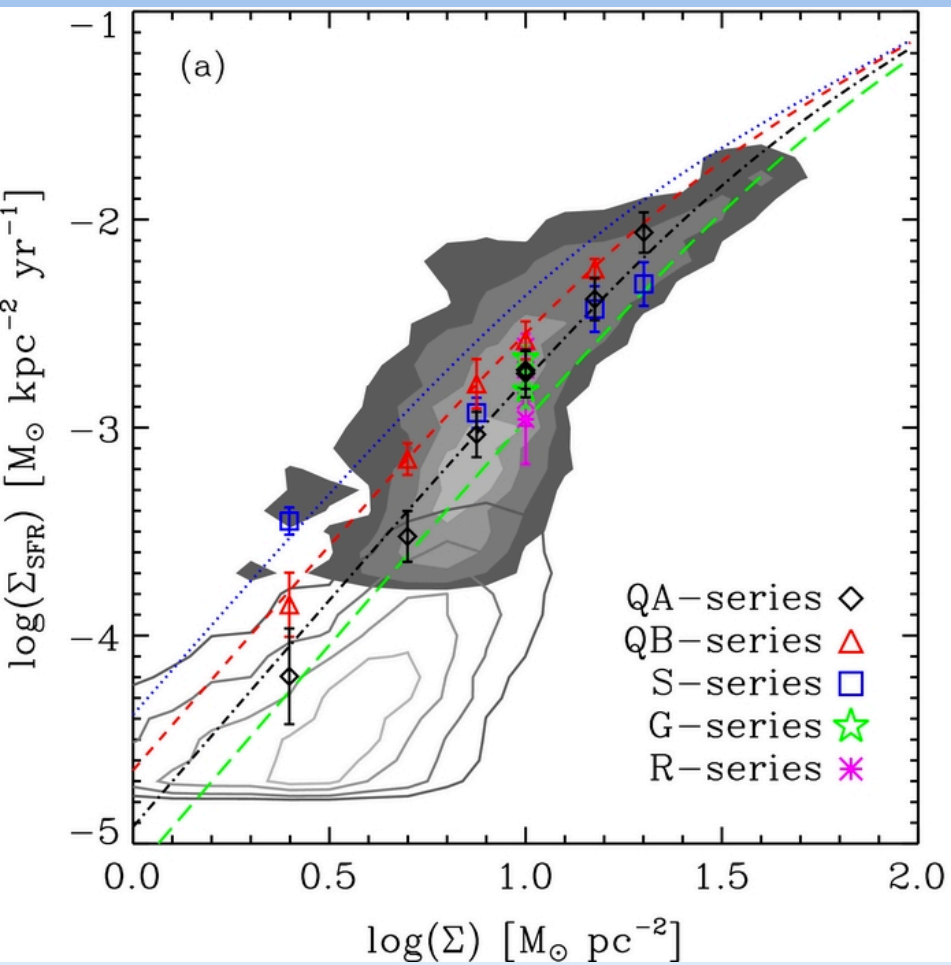 (a)
−1
−2
−3
−4
−5
log(Σ_SFR) [M_⊙ kpc^−2 yr^−1]
QA−series
QB−series
S−series
G−series
R−series
0.0 0.5 1.0 1.5 2.0
log(Σ) [M_⊙ pc^−2]